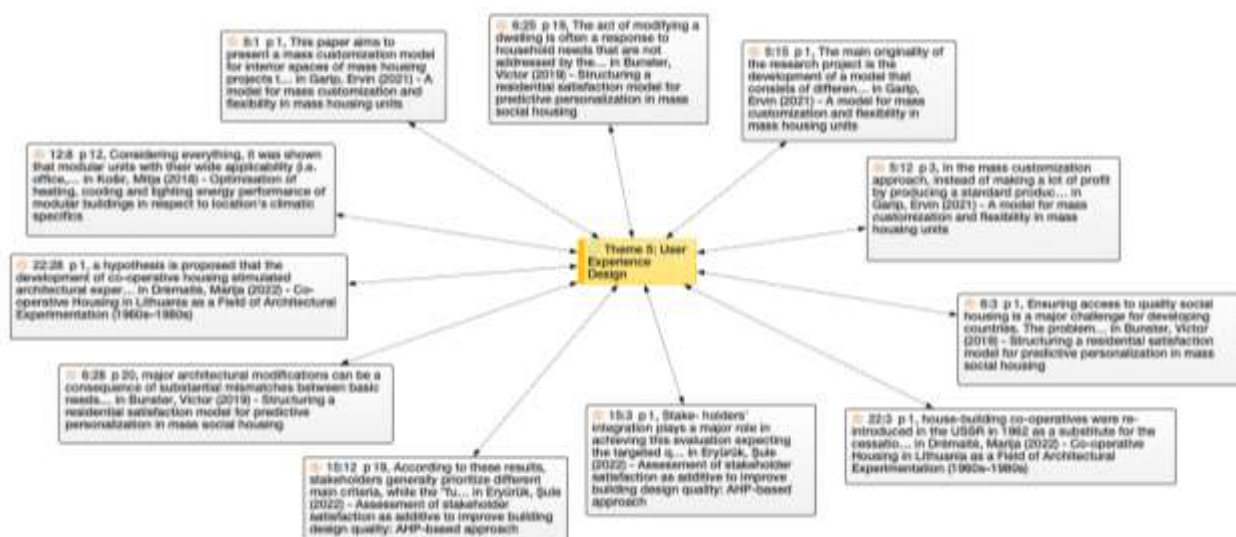 5:1 p 1, This paper aims to
present a mass customization model
for interior spaces of mass housing
projects t... in Garip, Ervin (2021) - A
model for mass customization and
flexibility in mass housing units
6:25 p 19, The act of modifying a
dwelling is often a response to
household needs that are not
addressed by the... in Bunster,
Victor (2019) - Structuring a
residential satisfaction model for
predictive personalization in mass
social housing
5:15 p 1, The main originality of
the research project is the
development of a model that
consists of differen... in Garip,
Ervin (2021) - A model for mass
customization and flexibility in
mass housing units
12:8 p 12, Considering everything, it was shown
that modular units with their wide applicability (i.e.
office,... in Košir, Mitja (2018) - Optimisation of
heating, cooling and lighting energy performance of
modular buildings in respect to location's climatic
specifics
5:12 p 3, in the mass customization
approach, instead of making a lot of profit
by producing a standard produc... in
Garip, Ervin (2021) - A model for mass
customization and flexibility in mass
housing units
Theme 5: User
Experience
Design
22:28 p 1, a hypothesis is proposed that the
development of co-operative housing stimulated
architectural exper... in Drėmaitė, Marija (2022) - Co-
operative Housing in Lithuania as a Field of Architectural
Experimentation (1960s–1980s)
6:3 p 1, Ensuring access to quality social
housing is a major challenge for developing
countries. The problem... in Bunster, Victor
(2019) - Structuring a residential satisfaction
model for predictive personalization in mass
social housing
6:28 p 20, major architectural modifications can be a
consequence of substantial mismatches between basic
needs... in Bunster, Victor (2019) - Structuring a
residential satisfaction model for predictive
personalization in mass social housing
15:3 p 1, Stake- holders'
integration plays a major role in
achieving this evaluation expecting
the targeted q... in Eryürük, Şule
(2022) - Assessment of stakeholder
satisfaction as additive to improve
building design quality: AHP-based
approach
22:3 p 1, house-building co-operatives were re-
introduced in the USSR in 1962 as a substitute for the
cessatio... in Drėmaitė, Marija (2022) - Co-operative
Housing in Lithuania as a Field of Architectural
Experimentation (1960s–1980s)
15:12 p 19, According to these results,
stakeholders generally prioritize different
main criteria, while the "fu... in Eryürük, Şule
(2022) - Assessment of stakeholder
satisfaction as additive to improve building
design quality: AHP-based approach